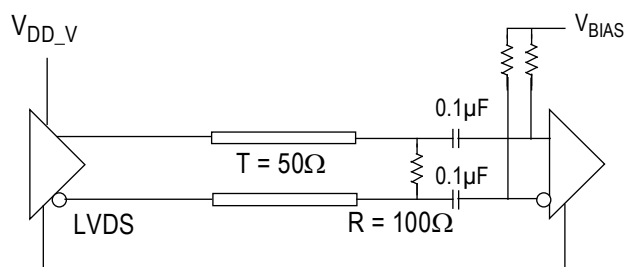 V_DD_V
V_BIAS
0.1µF
T = 50Ω
0.1µF
LVDS
R = 100Ω